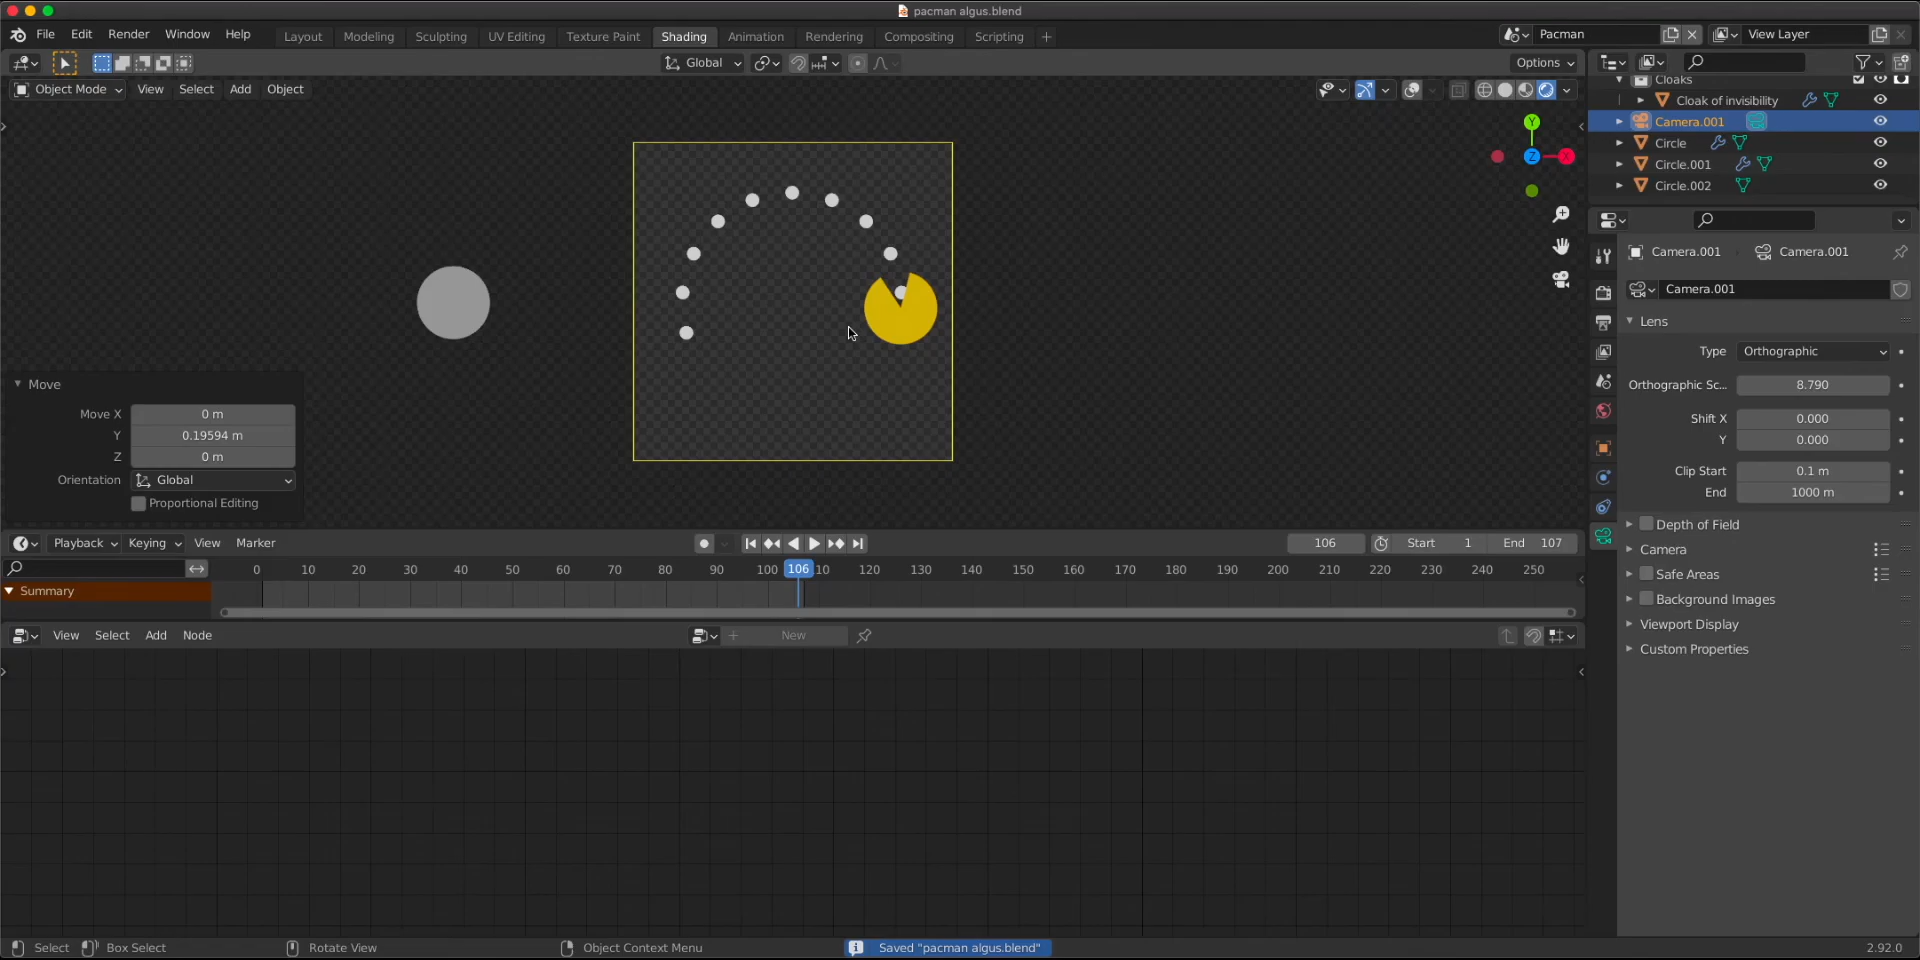 pacman algus.blend
File Edit Render Window Help Layout Modeling Sculpting UV Editing Texture Paint Shading Animation Rendering Compositing Scripting + Pacman View Layer
Global Options
Object Mode View Select Add Object
Cloaks
Cloak of invisibility
Camera.001
Circle
Circle.001
Circle.002
Y
Z X
Camera.001 Camera.001
Camera.001
Lens
Type Orthographic
Orthographic Sc... 8.790
Shift X 0.000
Y 0.000
Clip Start 0.1 m
End 1000 m
Depth of Field
Camera
Safe Areas
Background Images
Viewport Display
Custom Properties
Move
Move X 0 m
Y 0.19594 m
Z 0 m
Orientation Global
Proportional Editing
Playback Keying View Marker 106 Start 1 End 107
0 10 20 30 40 50 60 70 80 90 100 106 10 120 130 140 150 160 170 180 190 200 210 220 230 240 250
Summary
View Select Add Node + New
Select Box Select Rotate View Object Context Menu Saved "pacman algus.blend" 2.92.0